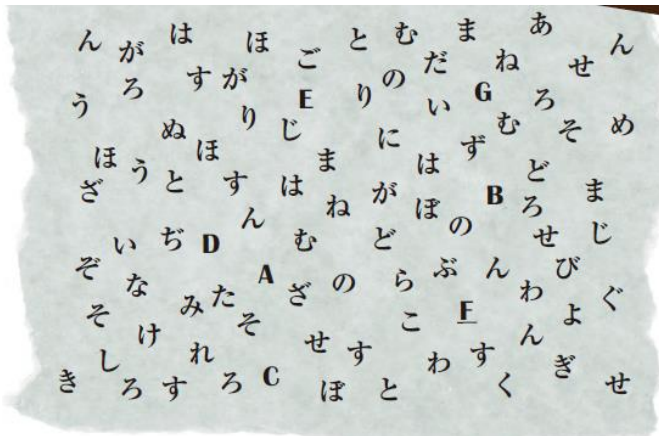 ん が は ほ ご と む だ ま ね あ せ ん
う ろ す が E り の い G ろ
ぬ り じ に ず む そ め
ほ う ほ ま は ど
ざ と す は ね が ぼ B ろ ま
い ぢ D ん む ど の せ じ
ぞ な A ざ の ら ぶ ん わ び
そ け み た そ こ F ん よ ぐ
し れ せ す わ す ぎ
き ろ す ろ C ぼ と く せ